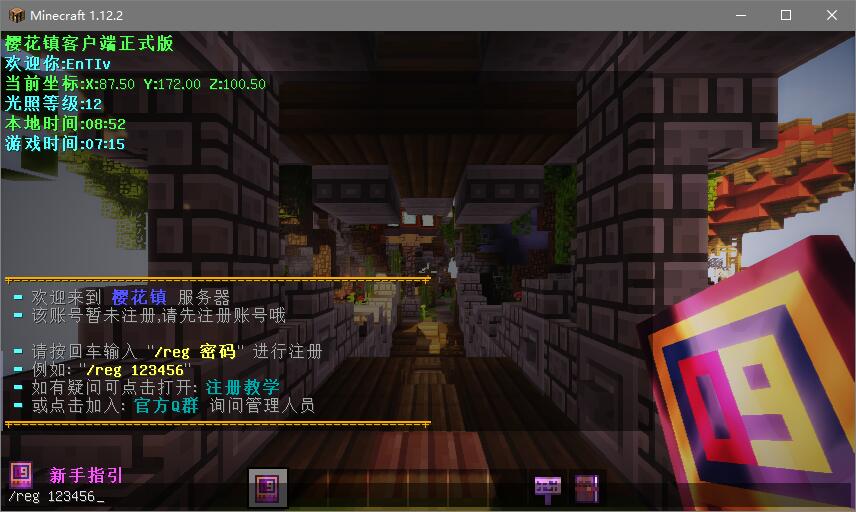 Minecraft 1.12.2
樱花镇客户端正式版
欢迎你:EnTIv
当前坐标:X:87.50 Y:172.00 Z:100.50
光照等级:12
本地时间:08:52
游戏时间:07:15
- 欢迎来到 樱花镇 服务器
- 该账号暂未注册,请先注册账号哦
- 请按回车输入 "/reg 密码" 进行注册
- 例如: "/reg 123456"
- 如有疑问可点击打开: 注册教学
- 或点击加入: 官方Q群 询问管理人员
新手指引
/reg 123456_